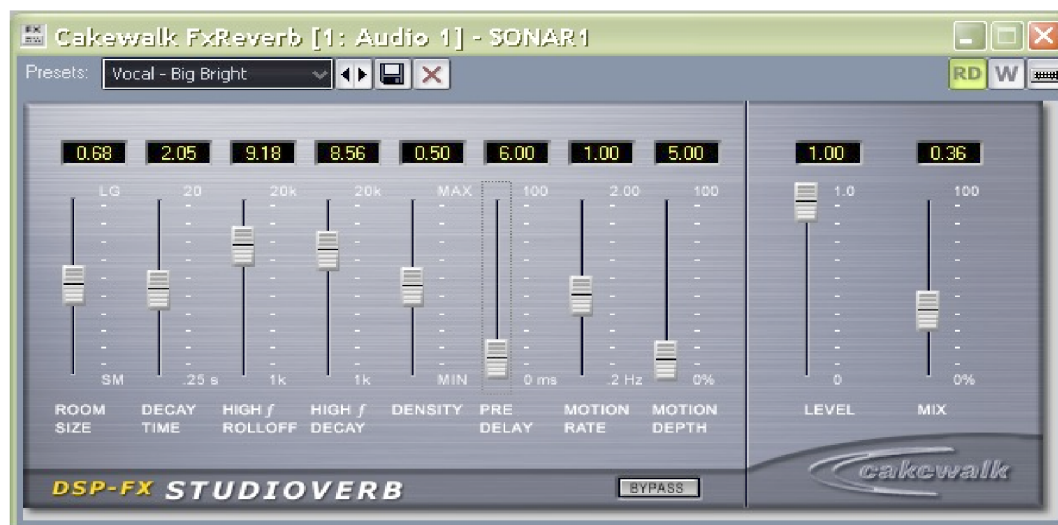 FX
Cakewalk FxReverb [1: Audio 1] - SONAR1
Presets: Vocal - Big Bright RD W
0.68 2.05 9.18 8.56 0.50 6.00 1.00 5.00 1.00 0.36
LG 20 20k 20k MAX 100 2.00 100 1.0 100
SM .25 s 1k 1k MIN 0 ms .2 Hz 0% 0 0%
ROOM SIZE
DECAY TIME
HIGH ƒ ROLLOFF
HIGH ƒ DECAY
DENSITY
PRE DELAY
MOTION RATE
MOTION DEPTH
LEVEL
MIX
DSP-FX STUDIOVERB
BYPASS
cakewalk